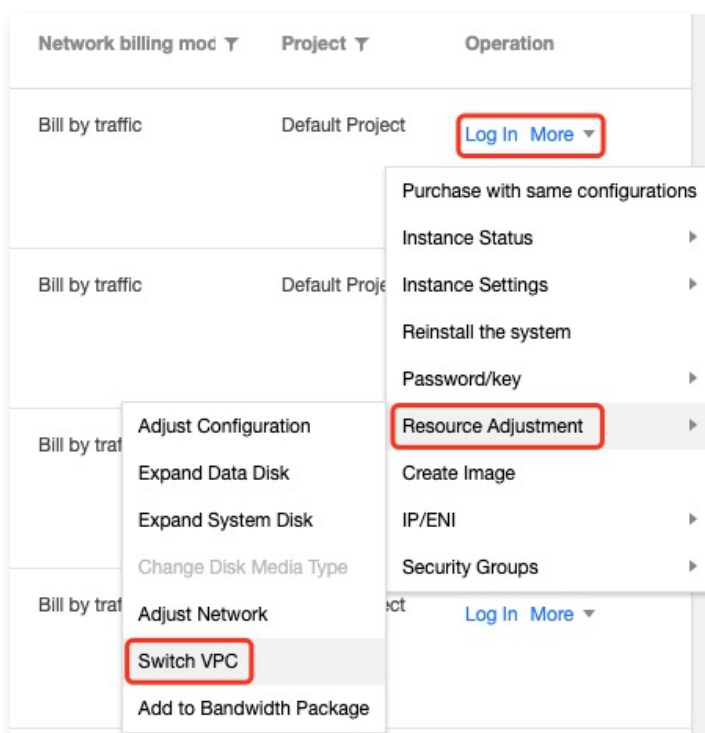 Network billing mod Project Operation
Bill by traffic Default Project Log In More
Purchase with same configurations
Instance Status
Bill by traffic Default Proje Instance Settings
Reinstall the system
Password/key
Adjust Configuration Resource Adjustment
Bill by traf
Expand Data Disk Create Image
Expand System Disk IP/ENI
Change Disk Media Type Security Groups
Bill by traf Adjust Network ect Log In More
Switch VPC
Add to Bandwidth Package